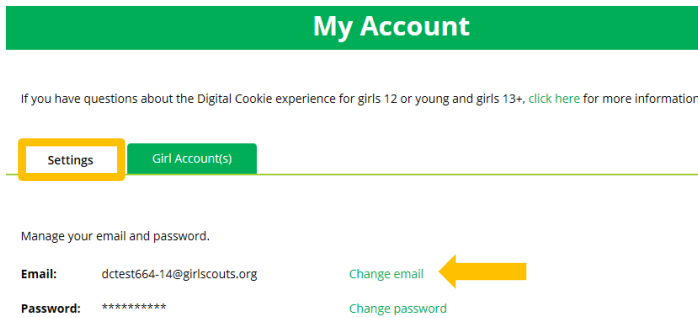 My Account
If you have questions about the Digital Cookie experience for girls 12 or young and girls 13+, click here for more information
Settings Girl Account(s)
Manage your email and password.
Email: dctest664-14@girlscouts.org Change email
Password: ********** Change password